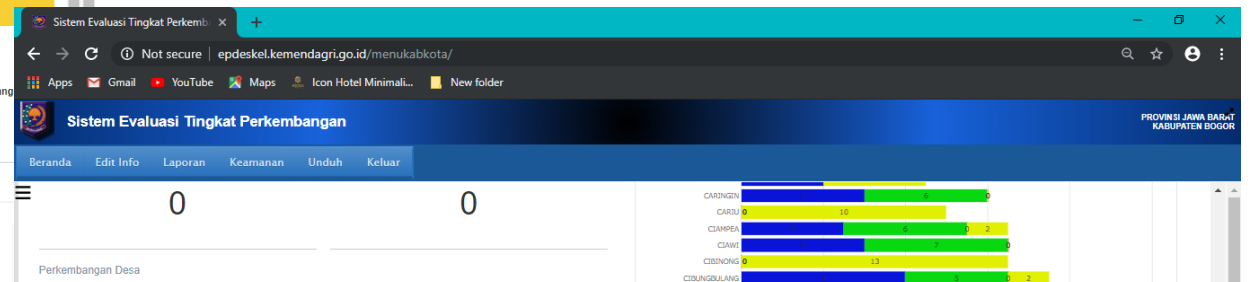 Sistem Evaluasi Tingkat Perkemb
Not secure | epdeskel.kemendagri.go.id/menukabkota/
Apps Gmail YouTube Maps Icon Hotel Minimali... New folder
Sistem Evaluasi Tingkat Perkembangan
PROVINSI JAWA BARAT
KABUPATEN BOGOR
Beranda Edit Info Laporan Keamanan Unduh Keluar
0 0
Perkembangan Desa
CARINGIN 6 0
CARIU 0 10
CIAMPEA 6 0 2
CIAWI 7 0
CIBINONG 0 13
CIBUNGBULANG 5 0 2